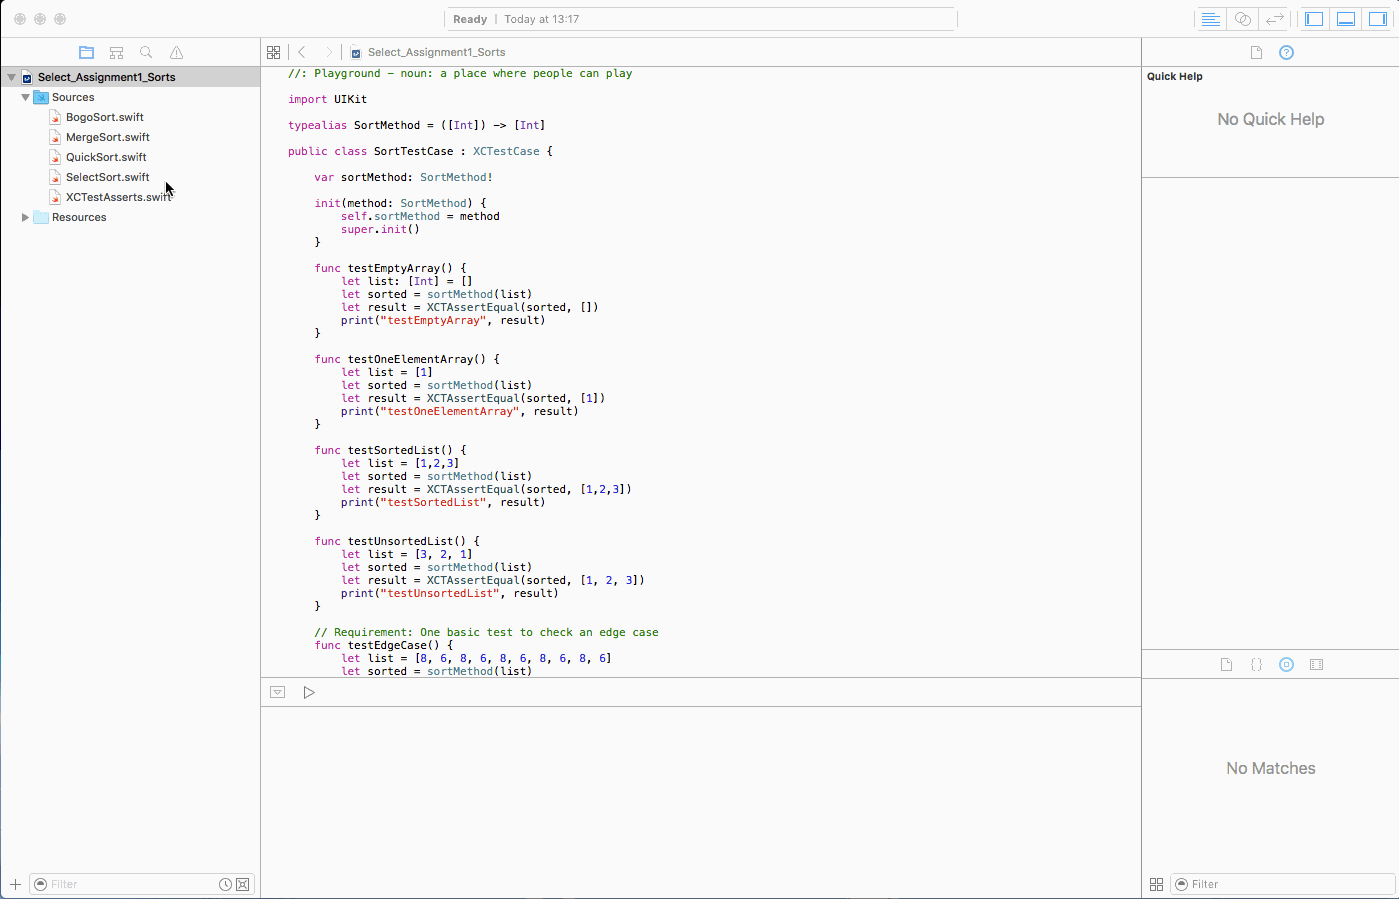 Ready | Today at 13:17
Select_Assignment1_Sorts
Sources
BogoSort.swift
MergeSort.swift
QuickSort.swift
SelectSort.swift
XCTestAsserts.swift
Resources
Filter
Select_Assignment1_Sorts
//: Playground – noun: a place where people can play
import UIKit
typealias SortMethod = ([Int]) -> [Int]
public class SortTestCase : XCTestCase {
var sortMethod: SortMethod!
init(method: SortMethod) {
self.sortMethod = method
super.init()
}
func testEmptyArray() {
let list: [Int] = []
let sorted = sortMethod(list)
let result = XCTAssertEqual(sorted, [])
print("testEmptyArray", result)
}
func testOneElementArray() {
let list = [1]
let sorted = sortMethod(list)
let result = XCTAssertEqual(sorted, [1])
print("testOneElementArray", result)
}
func testSortedList() {
let list = [1,2,3]
let sorted = sortMethod(list)
let result = XCTAssertEqual(sorted, [1,2,3])
print("testSortedList", result)
}
func testUnsortedList() {
let list = [3, 2, 1]
let sorted = sortMethod(list)
let result = XCTAssertEqual(sorted, [1, 2, 3])
print("testUnsortedList", result)
}
// Requirement: One basic test to check an edge case
func testEdgeCase() {
let list = [8, 6, 8, 6, 8, 6, 8, 6, 8, 6]
let sorted = sortMethod(list)
Quick Help
No Quick Help
No Matches
Filter